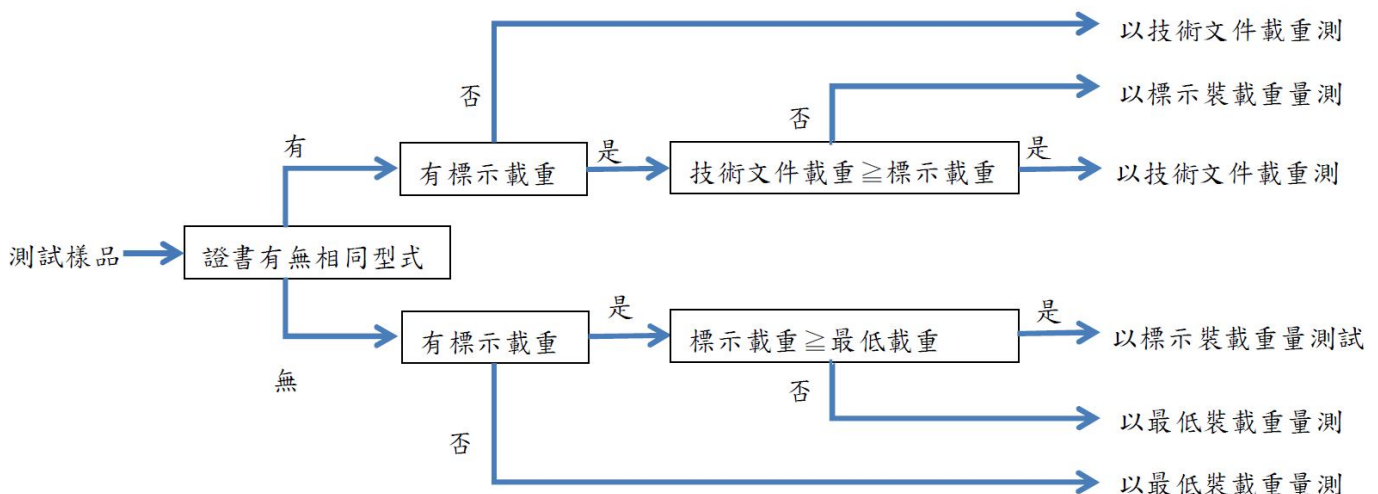 以技術文件載重測
否
以標示裝載重量測
否
有
有標示載重
是
技術文件載重≧標示載重
是
以技術文件載重測
測試樣品
證書有無相同型式
有標示載重
是
標示載重≧最低載重
是
以標示裝載重量測試
無
否
以最低裝載重量測
否
以最低裝載重量測